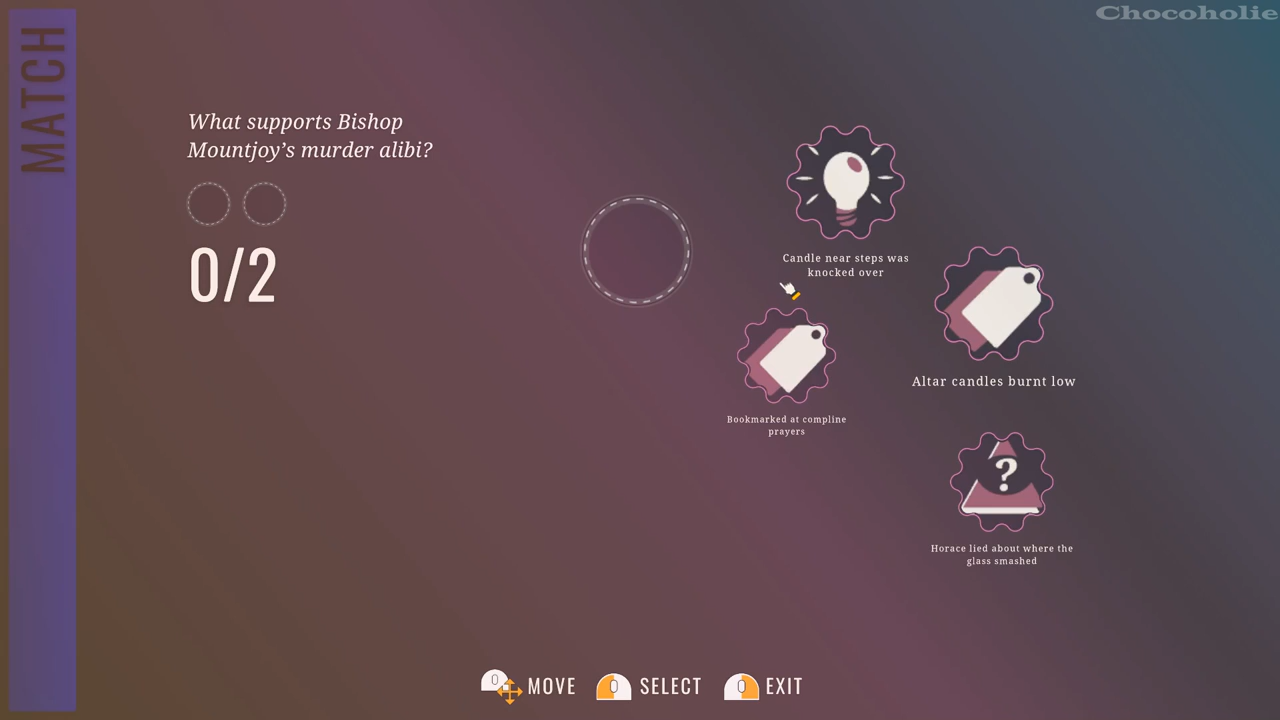 Chocoholie
MATCH
What supports Bishop
Mountjoy's murder alibi?
0/2
Candle near steps was
knocked over
Altar candles burnt low
Bookmarked at compline
prayers
?
Horace lied about where the
glass smashed
MOVE
SELECT
EXIT